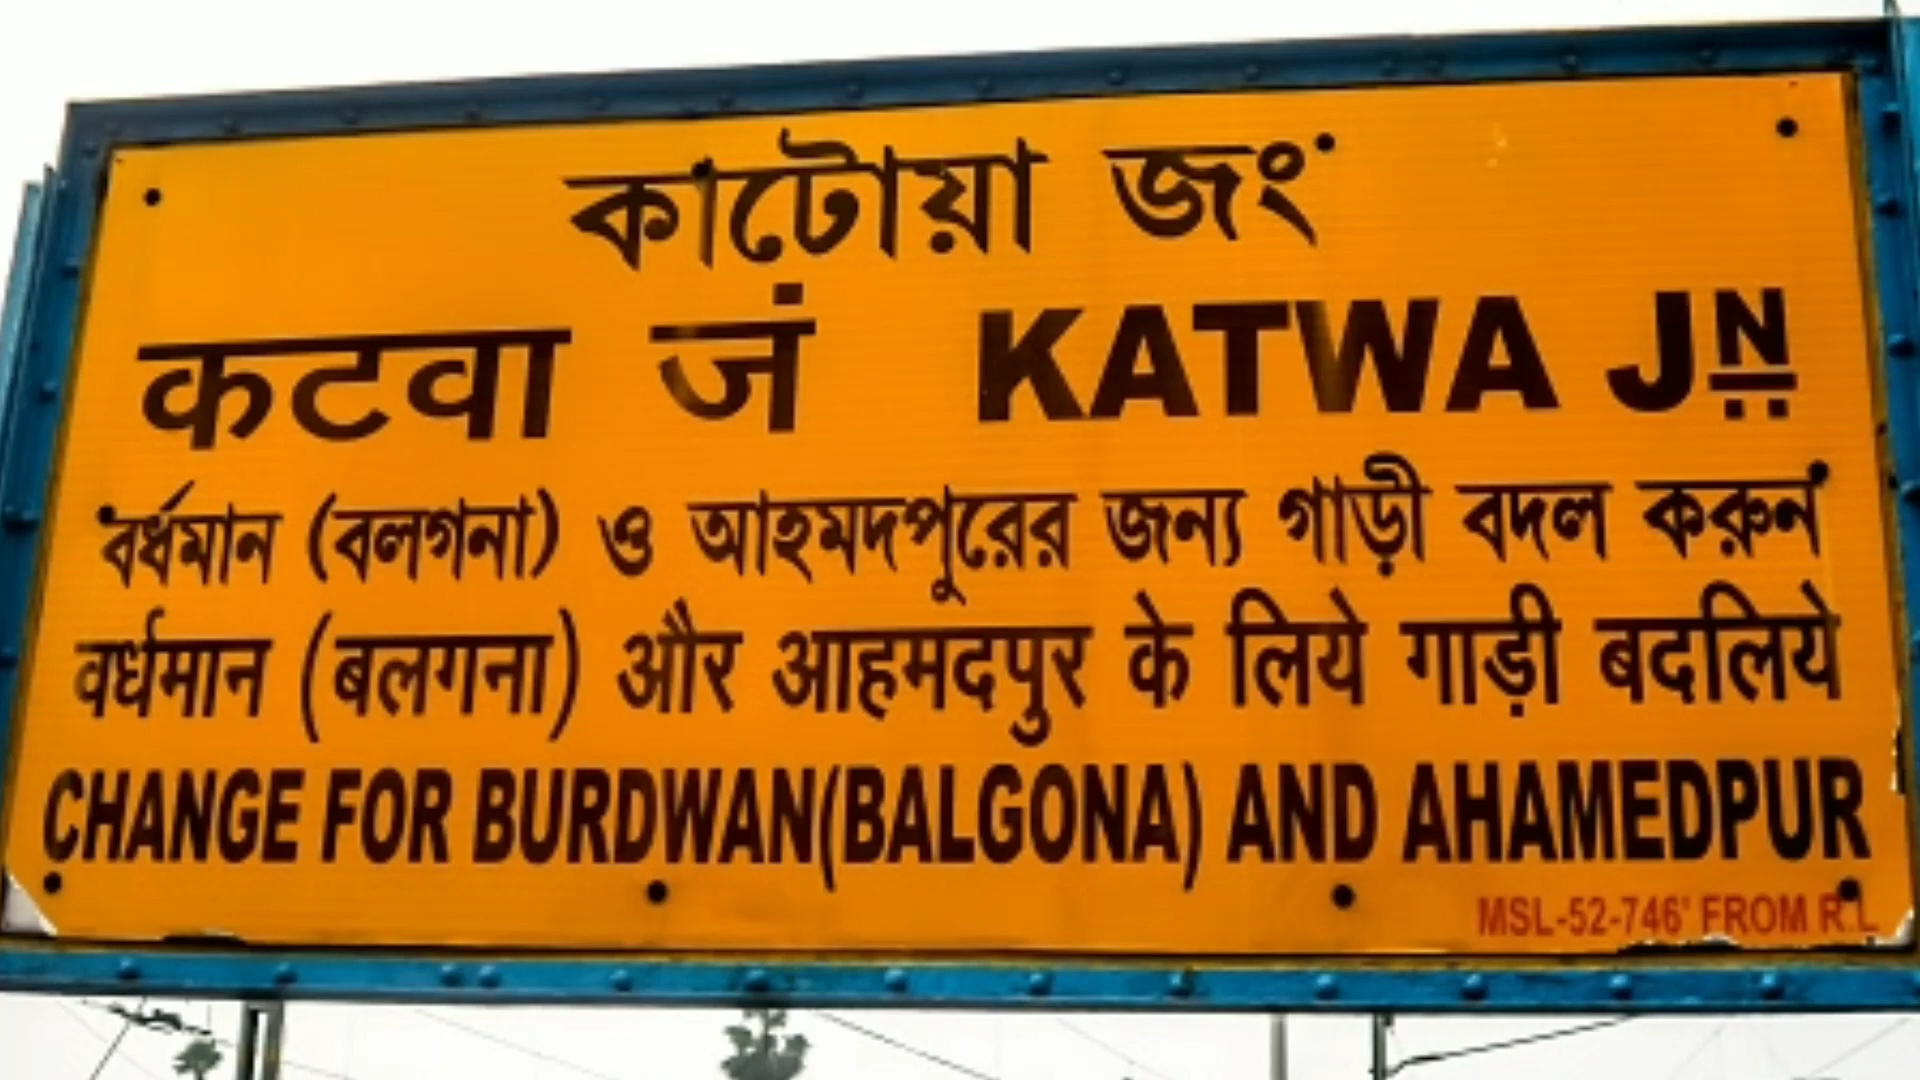 কাটোয়া জং
कटवा जं KATWA JN
বর্ধমান (বলগনা) ও আহমদপুরের জন্য গাড়ী বদল করুন
वर्धमान (बलगना) और आहमदपुर के लिये गाड़ी बदलिये
CHANGE FOR BURDWAN(BALGONA) AND AHAMEDPUR
MSL-52-746' FROM R.L